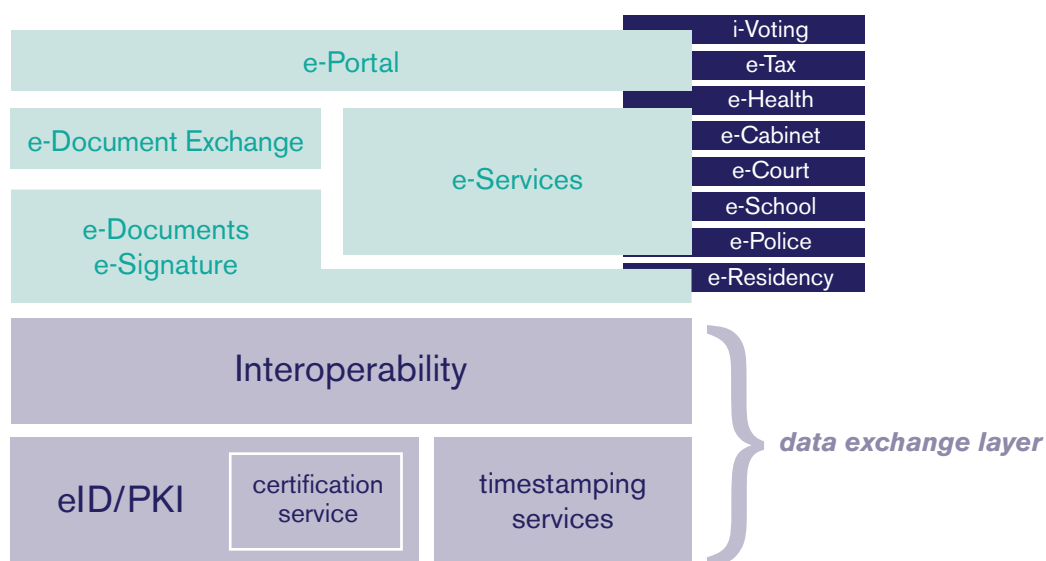 e-Portal
i-Voting
e-Tax
e-Health
e-Cabinet
e-Court
e-School
e-Police
e-Residency
e-Document Exchange
e-Services
e-Documents
e-Signature
Interoperability
data exchange layer
eID/PKI
certification
service
timestamping
services